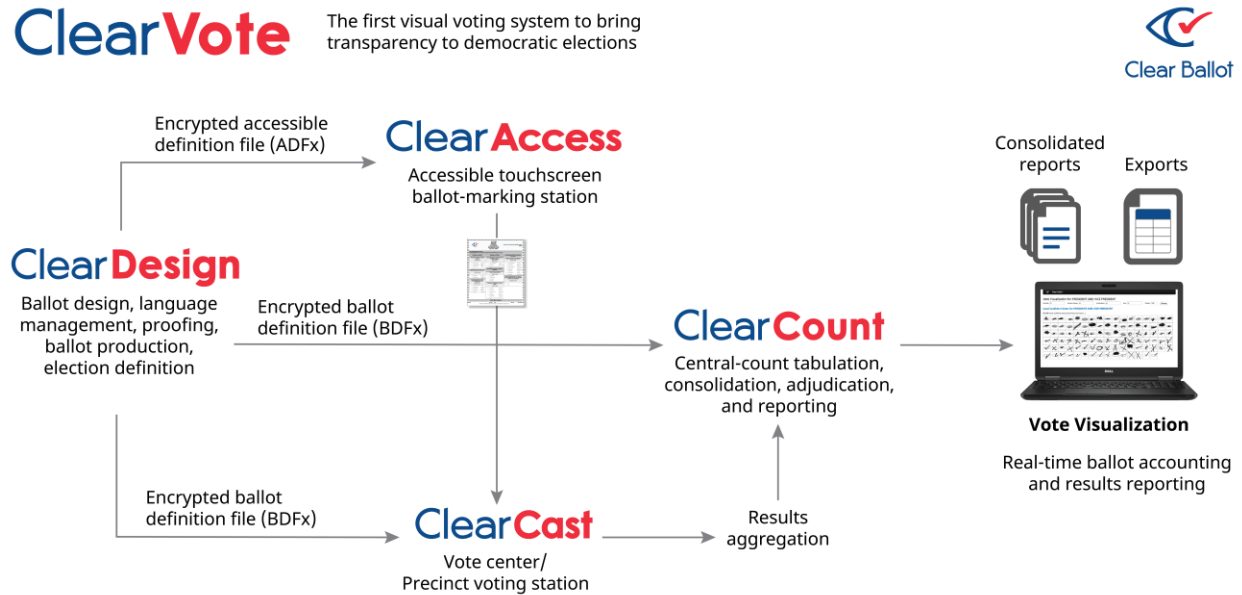 ClearVote
The first visual voting system to bring
transparency to democratic elections
Clear Ballot
Encrypted accessible
definition file (ADFx)
ClearAccess
Accessible touchscreen
ballot-marking station
Consolidated
reports
Exports
ClearDesign
Ballot design, language
management, proofing,
ballot production,
election definition
Encrypted ballot
definition file (BDFx)
ClearCount
Central-count tabulation,
consolidation, adjudication,
and reporting
DELL
Vote Visualization
Real-time ballot accounting
and results reporting
Encrypted ballot
definition file (BDFx)
ClearCast
Vote center/
Precinct voting station
Results
aggregation